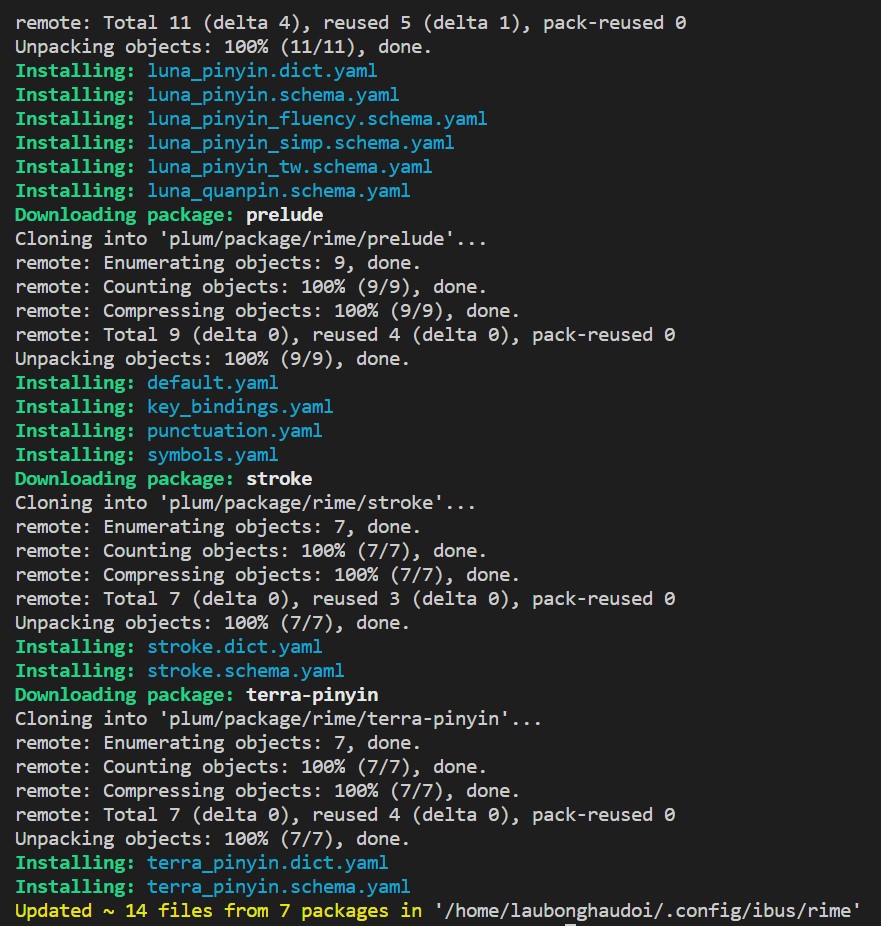 remote: Total 11 (delta 4), reused 5 (delta 1), pack-reused 0
Unpacking objects: 100% (11/11), done.
Installing: luna_pinyin.dict.yaml
Installing: luna_pinyin.schema.yaml
Installing: luna_pinyin_fluency.schema.yaml
Installing: luna_pinyin_simp.schema.yaml
Installing: luna_pinyin_tw.schema.yaml
Installing: luna_quanpin.schema.yaml
Downloading package: prelude
Cloning into 'plum/package/rime/prelude'...
remote: Enumerating objects: 9, done.
remote: Counting objects: 100% (9/9), done.
remote: Compressing objects: 100% (9/9), done.
remote: Total 9 (delta 0), reused 4 (delta 0), pack-reused 0
Unpacking objects: 100% (9/9), done.
Installing: default.yaml
Installing: key_bindings.yaml
Installing: punctuation.yaml
Installing: symbols.yaml
Downloading package: stroke
Cloning into 'plum/package/rime/stroke'...
remote: Enumerating objects: 7, done.
remote: Counting objects: 100% (7/7), done.
remote: Compressing objects: 100% (7/7), done.
remote: Total 7 (delta 0), reused 3 (delta 0), pack-reused 0
Unpacking objects: 100% (7/7), done.
Installing: stroke.dict.yaml
Installing: stroke.schema.yaml
Downloading package: terra-pinyin
Cloning into 'plum/package/rime/terra-pinyin'...
remote: Enumerating objects: 7, done.
remote: Counting objects: 100% (7/7), done.
remote: Compressing objects: 100% (7/7), done.
remote: Total 7 (delta 0), reused 4 (delta 0), pack-reused 0
Unpacking objects: 100% (7/7), done.
Installing: terra_pinyin.dict.yaml
Installing: terra_pinyin.schema.yaml
Updated ~ 14 files from 7 packages in '/home/laubonghaudoi/.config/ibus/rime'